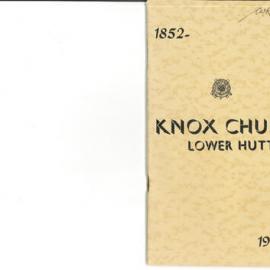 1852-
KNOX CHU
LOWER HUTT
19